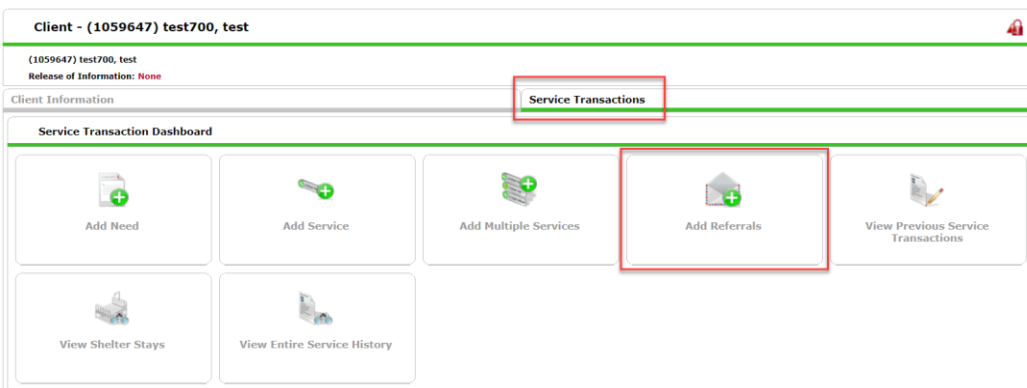 Client - (1059647) test700, test
(1059647) test700, test
Release of Information: None
Client Information
Service Transactions
Service Transaction Dashboard
Add Need
Add Service
Add Multiple Services
Add Referrals
View Previous Service
Transactions
View Shelter Stays
View Entire Service History